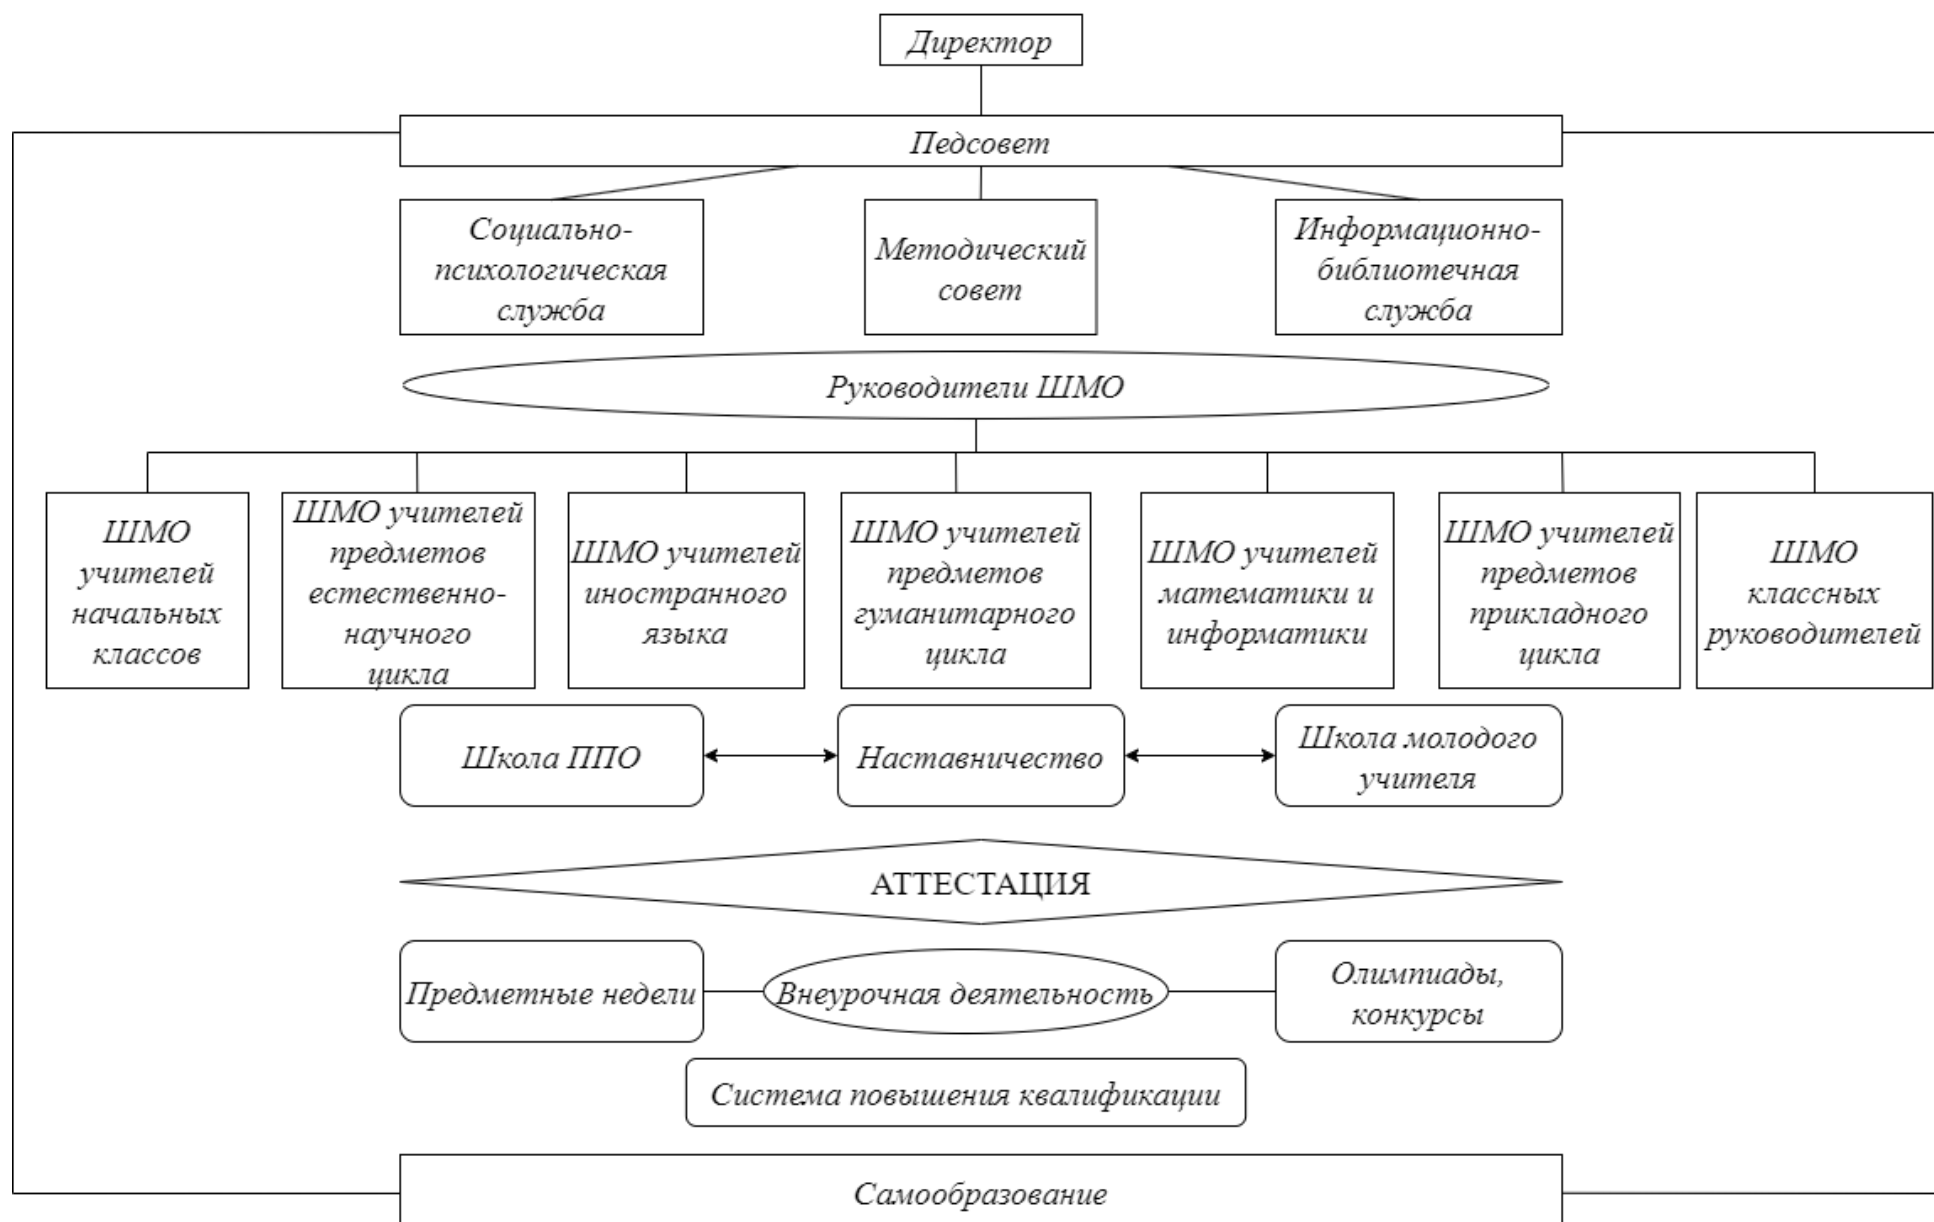 Директор
Педсовет
Социально-
психологическая
служба
Методический
совет
Информационно-
библиотечная
служба
Руководители ШМО
ШМО
учителей
начальных
классов
ШМО учителей
предметов
естественно-
научного
цикла
ШМО учителей
иностранного
языка
ШМО учителей
предметов
гуманитарного
цикла
ШМО учителей
математики и
информатики
ШМО учителей
предметов
прикладного
цикла
ШМО
классных
руководителей
Школа ППО
Наставничество
Школа молодого
учителя
АТТЕСТАЦИЯ
Предметные недели
Внеурочная деятельность
Олимпиады,
конкурсы
Система повышения квалификации
Самообразование